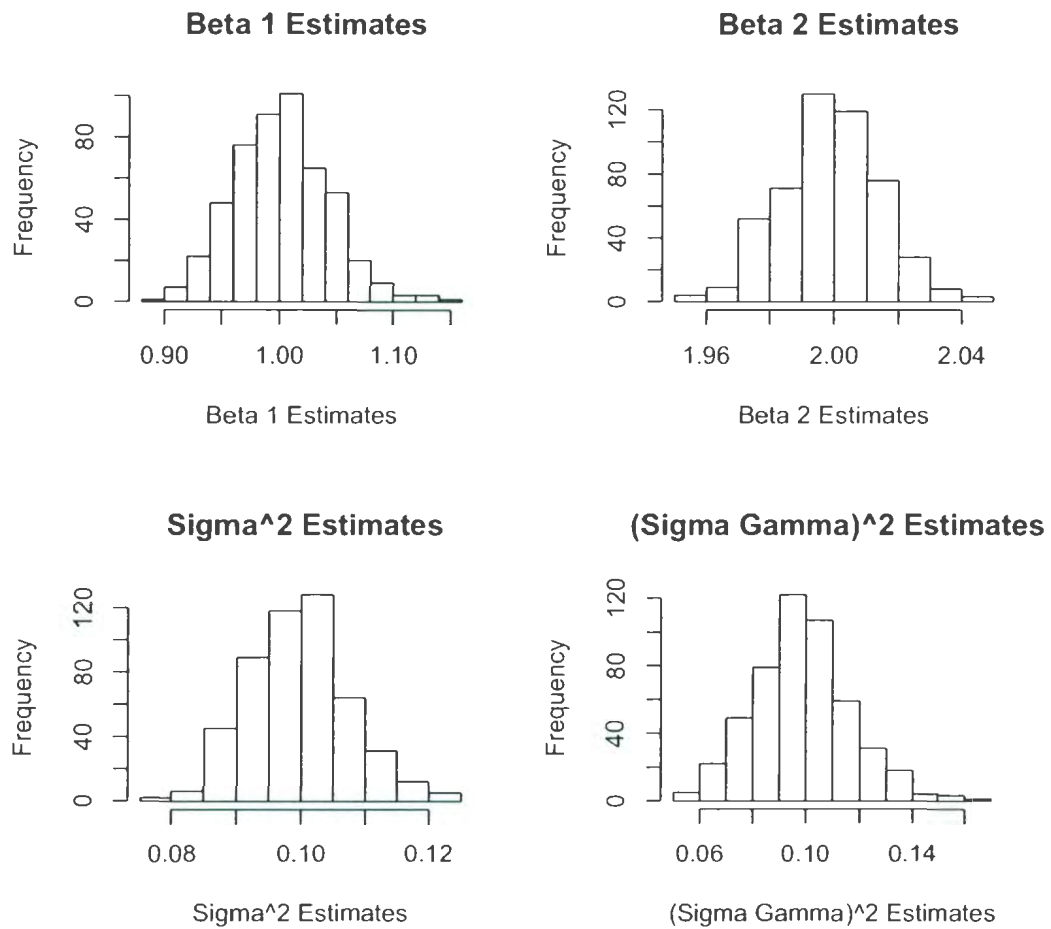 Beta 1 Estimates
Frequency
80
40
0
0.90 1.00 1.10
Beta 1 Estimates
Beta 2 Estimates
Frequency
120
80
40
0
1.96 2.00 2.04
Beta 2 Estimates
Sigma^2 Estimates
Frequency
120
80
40
0
0.08 0.10 0.12
Sigma^2 Estimates
(Sigma Gamma)^2 Estimates
Frequency
120
80
40
0
0.06 0.10 0.14
(Sigma Gamma)^2 Estimates